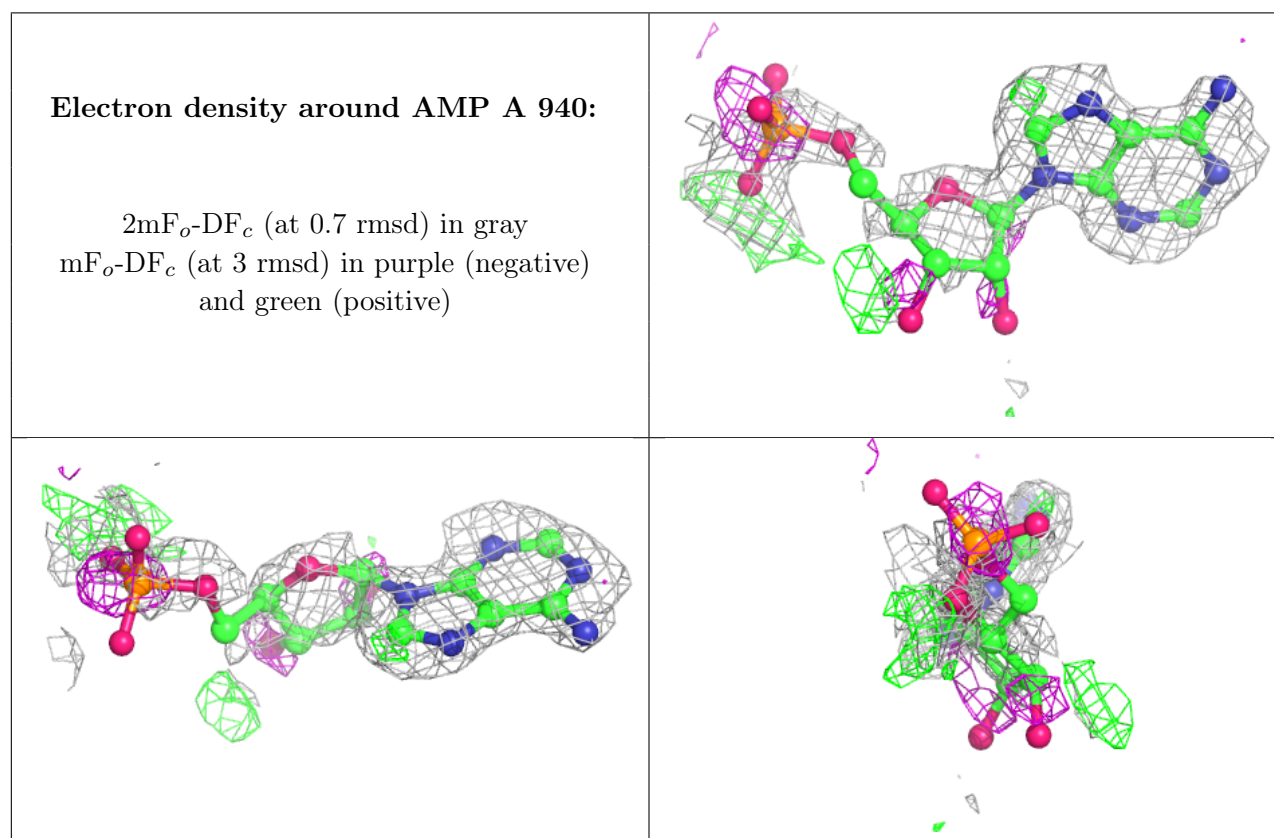 Electron density around AMP A 940:
2mFo-DFc (at 0.7 rmsd) in gray
mFo-DFc (at 3 rmsd) in purple (negative)
and green (positive)